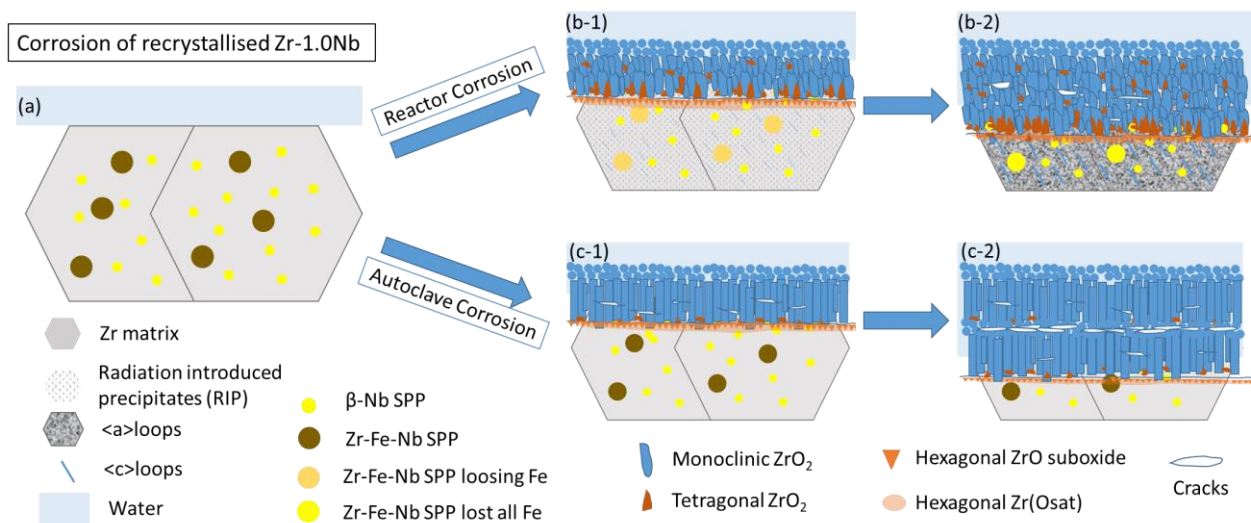 Corrosion of recrystallised Zr-1.0Nb
(a)
Reactor Corrosion
Autoclave Corrosion
(b-1)
(b-2)
(c-1)
(c-2)
Zr matrix
Radiation introduced
precipitates (RIP)
<a>loops
<c>loops
Water
β-Nb SPP
Zr-Fe-Nb SPP
Zr-Fe-Nb SPP loosing Fe
Zr-Fe-Nb SPP lost all Fe
Monoclinic ZrO₂
Tetragonal ZrO₂
Hexagonal ZrO suboxide
Hexagonal Zr(Osat)
Cracks